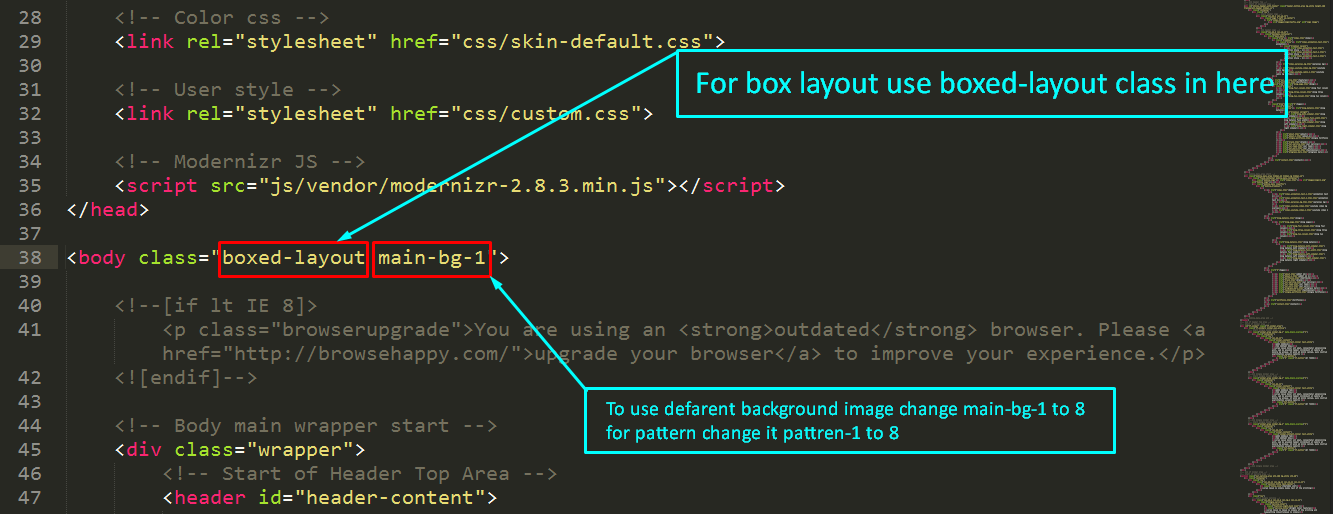 28 <!-- Color css -->
29 <link rel="stylesheet" href="css/skin-default.css">
30
For box layout use boxed-layout class in here
31 <!-- User style -->
32 <link rel="stylesheet" href="css/custom.css">
33
34 <!-- Modernizr JS -->
35 <script src="js/vendor/modernizr-2.8.3.min.js"></script>
36 </head>
37
38 <body class="boxed-layout main-bg-1">
39
40 <!--[if lt IE 8]>
41 <p class="browserupgrade">You are using an <strong>outdated</strong> browser. Please <a
href="http://browsehappy.com/">upgrade your browser</a> to improve your experience.</p>
42 <![endif]-->
43
To use defarent background image change main-bg-1 to 8
for pattern change it pattren-1 to 8
44 <!-- Body main wrapper start -->
45 <div class="wrapper">
46 <!-- Start of Header Top Area -->
47 <header id="header-content">